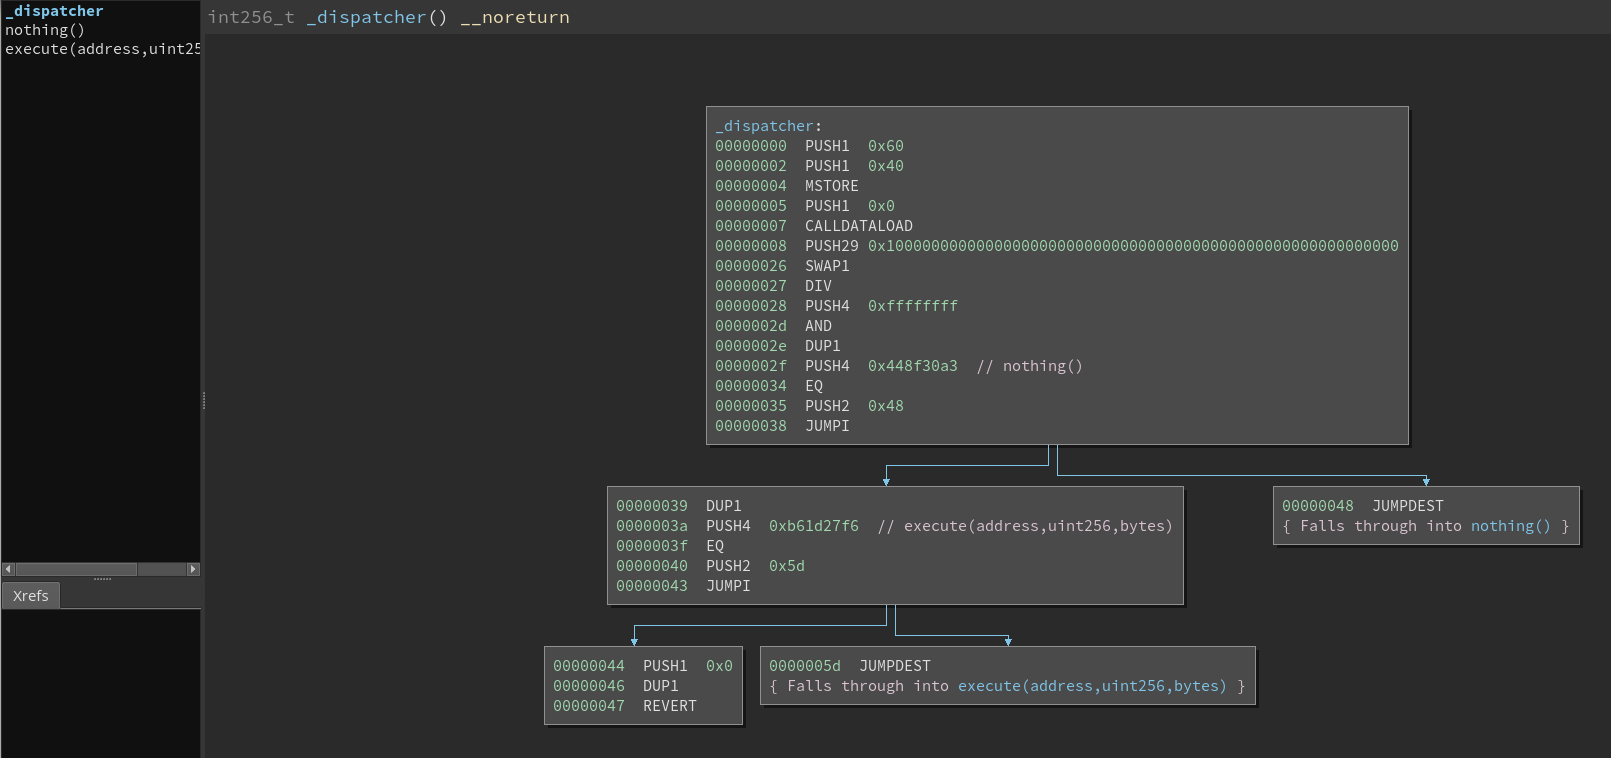 _dispatcher
nothing()
execute(address,uint25
Xrefs
int256_t _dispatcher() __noreturn
_dispatcher:
00000000 PUSH1 0x60
00000002 PUSH1 0x40
00000004 MSTORE
00000005 PUSH1 0x0
00000007 CALLDATALOAD
00000008 PUSH29 0x100000000000000000000000000000000000000000000000000000000
00000026 SWAP1
00000027 DIV
00000028 PUSH4 0xffffffff
0000002d AND
0000002e DUP1
0000002f PUSH4 0x448f30a3 // nothing()
00000034 EQ
00000035 PUSH2 0x48
00000038 JUMPI
00000039 DUP1
0000003a PUSH4 0xb61d27f6 // execute(address,uint256,bytes)
0000003f EQ
00000040 PUSH2 0x5d
00000043 JUMPI
00000048 JUMPDEST
{ Falls through into nothing() }
00000044 PUSH1 0x0
00000046 DUP1
00000047 REVERT
0000005d JUMPDEST
{ Falls through into execute(address,uint256,bytes) }